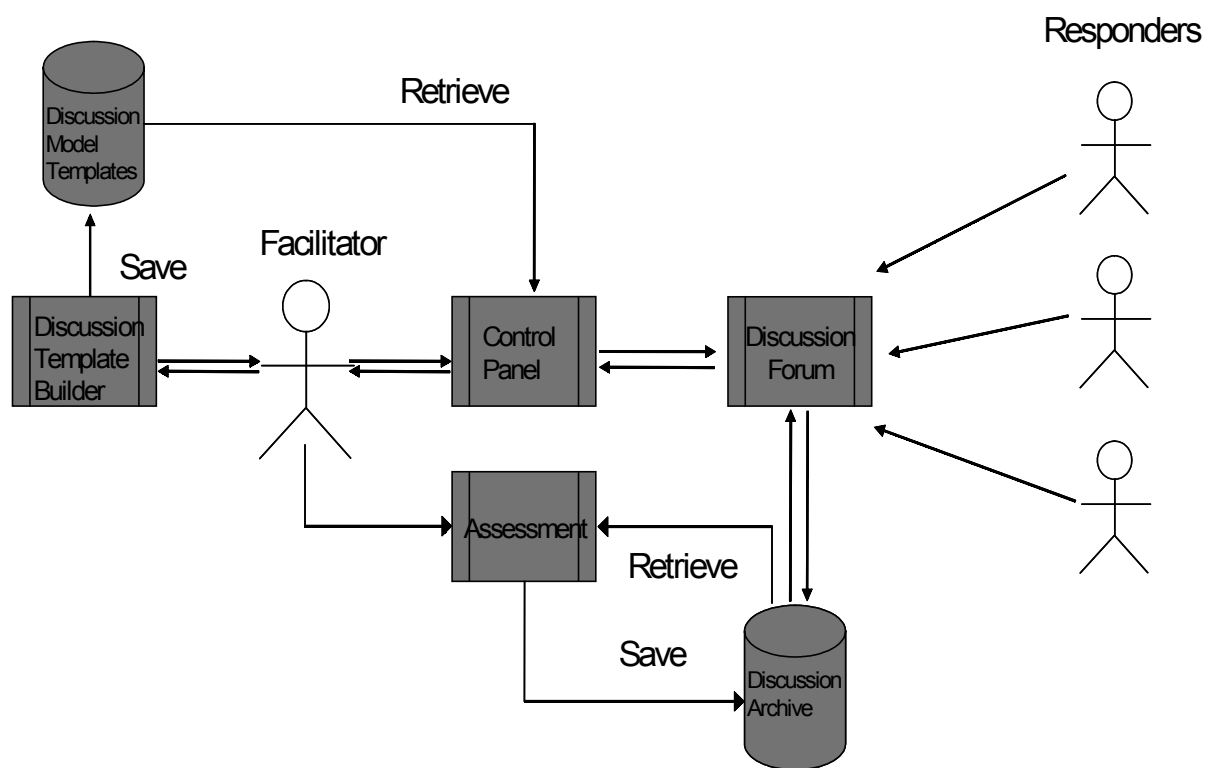 Responders
Retrieve
Discussion
Model
Templates
Facilitator
Save
Discussion
Template
Builder
Control
Panel
Discussion
Forum
Assessment
Retrieve
Save
Discussion
Archive